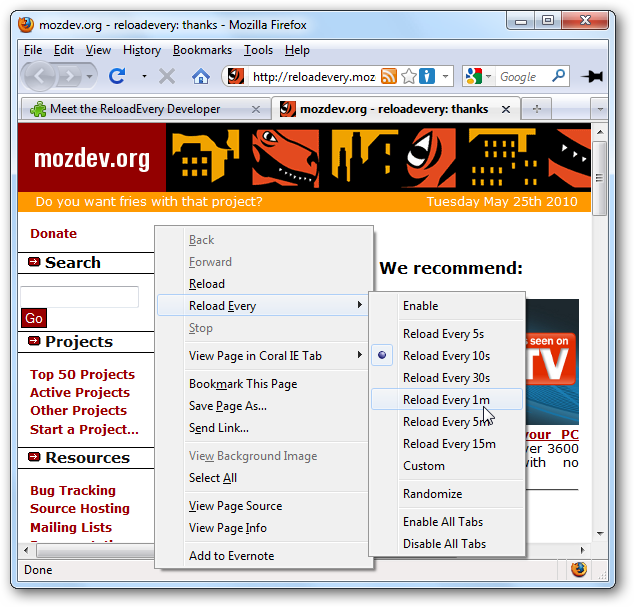 mozdev.org - reloadevery: thanks - Mozilla Firefox
File Edit View History Bookmarks Tools Help
http://reloadevery.moz Google
Meet the ReloadEvery Developer mozdev.org - reloadevery: thanks
mozdev.org
Do you want fries with that project? Tuesday May 25th 2010
Donate
Search
Go
Projects
Top 50 Projects
Active Projects
Other Projects
Start a Project...
Resources
Bug Tracking
Source Hosting
Mailing Lists
Back
Forward
Reload
Reload Every
Stop
View Page in Coral IE Tab
Bookmark This Page
Save Page As...
Send Link...
View Background Image
Select All
View Page Source
View Page Info
Add to Evernote
We recommend:
Enable
Reload Every 5s
Reload Every 10s
Reload Every 30s
Reload Every 1m
Reload Every 5m
Reload Every 15m
Custom
Randomize
Enable All Tabs
Disable All Tabs
seen on
TV
your PC
3600
with no
Done